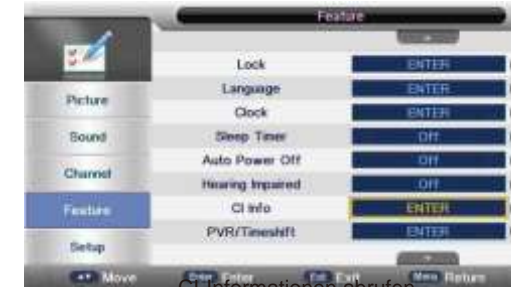 Feature
Lock ENTER
Language ENTER
Clock ENTER
Sleep Timer Off
Auto Power Off Off
Hearing Impaired Off
CI Info ENTER
PVR/Timeshift ENTER
Picture
Sound
Channel
Feature
Setup
Move Enter Enter Exit Exit Menu Return
CI Informationen abrufen